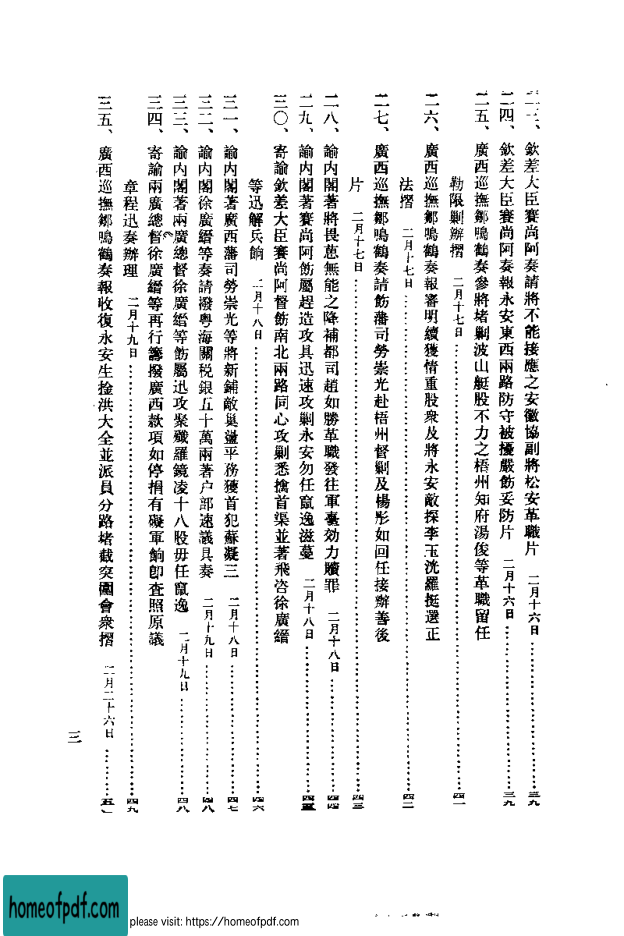 二三、欽差大臣賽尚阿奏請將不能接應之安徽協副將松安革職片 二月十六日……三九
二四、欽差大臣賽尚阿奏報永安東西兩路防守被擾嚴飭妥防片 二月十六日……三九
二五、廣西巡撫鄒鳴鶴奏參將堵剿波山艇股不力之梧州知府湯俊等革職留任
勒限剿辦摺 二月十七日……四一
二六、廣西巡撫鄒鳴鶴奏報審明續獲情重股衆及將永安敵探李玉洸羅挺選正
法摺 二月十七日……四二
二七、廣西巡撫鄒鳴鶴奏請飭藩司勞崇光赴梧州督剿及楊彤如回任接辦善後
片 二月十七日……四三
二八、諭內閣著將畏葸無能之降補都司趙如勝革職發往軍臺効力贖罪 二月十八日……四四
二九、諭內閣著賽尚阿飭屬趕造攻具迅速攻剿永安勿任竄逸滋蔓 二月十八日……四五
三〇、寄諭欽差大臣賽尚阿督飭南北兩路同心攻剿悉擒首渠並著飛咨徐廣縉
等迅解兵餉 二月十八日……四六
三一、諭內閣著廣西藩司勞崇光等將新鋪敵巢盪平務獲首犯蘇凝三 二月十八日……四七
三二、諭內閣徐廣縉等奏請撥粵海關稅銀五十萬兩著户部速議具奏 二月十九日……四八
三三、諭內閣著兩廣總督徐廣縉等飭屬迅攻聚殲羅鏡凌十八股毋任竄逸 二月十九日……四八
三四、寄諭兩廣總督徐廣縉等再行籌撥廣西款項如停捐有礙軍餉卽查照原議
章程迅奏辦理 二月十九日……四九
三五、廣西巡撫鄒鳴鶴奏報收復永安生擒洪大全並派員分路堵截突圍會衆摺 二月二十六日……五〇
三
homeofpdf.com
please visit: https://homeofpdf.com